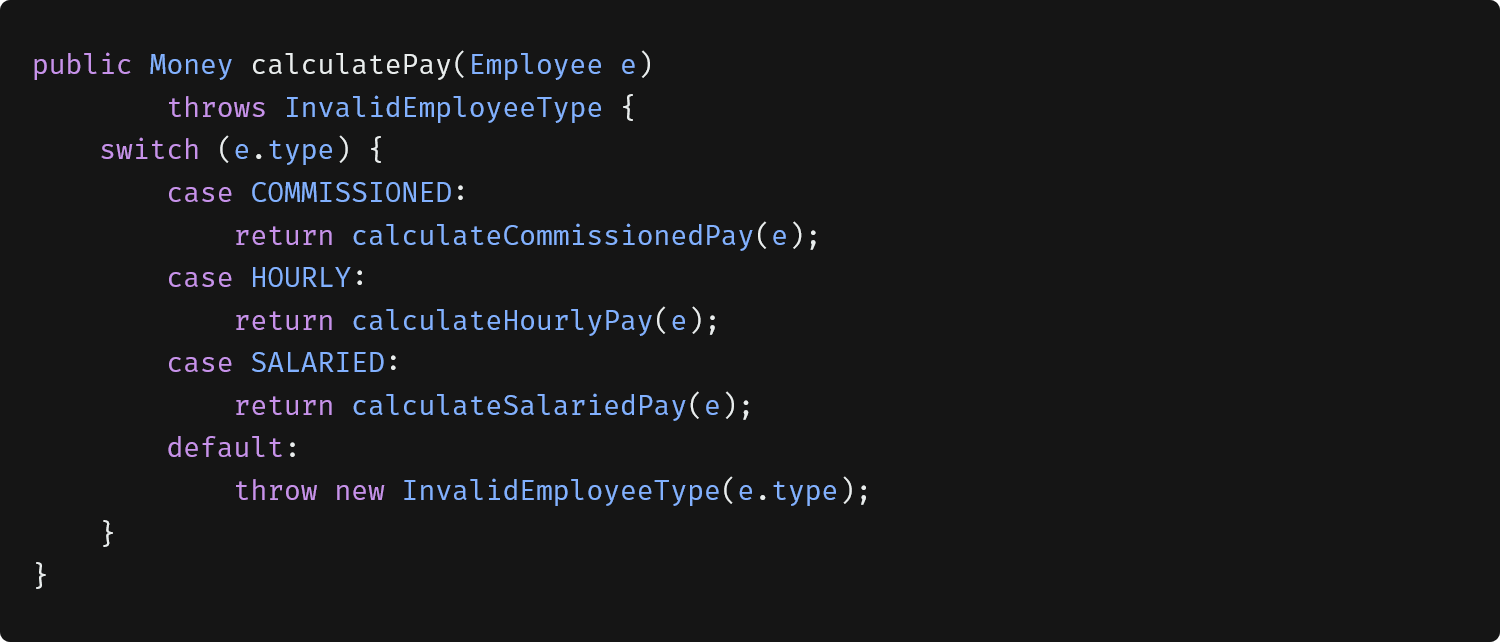 public Money calculatePay(Employee e)
        throws InvalidEmployeeType {
    switch (e.type) {
        case COMMISSIONED:
            return calculateCommissionedPay(e);
        case HOURLY:
            return calculateHourlyPay(e);
        case SALARIED:
            return calculateSalariedPay(e);
        default:
            throw new InvalidEmployeeType(e.type);
    }
}